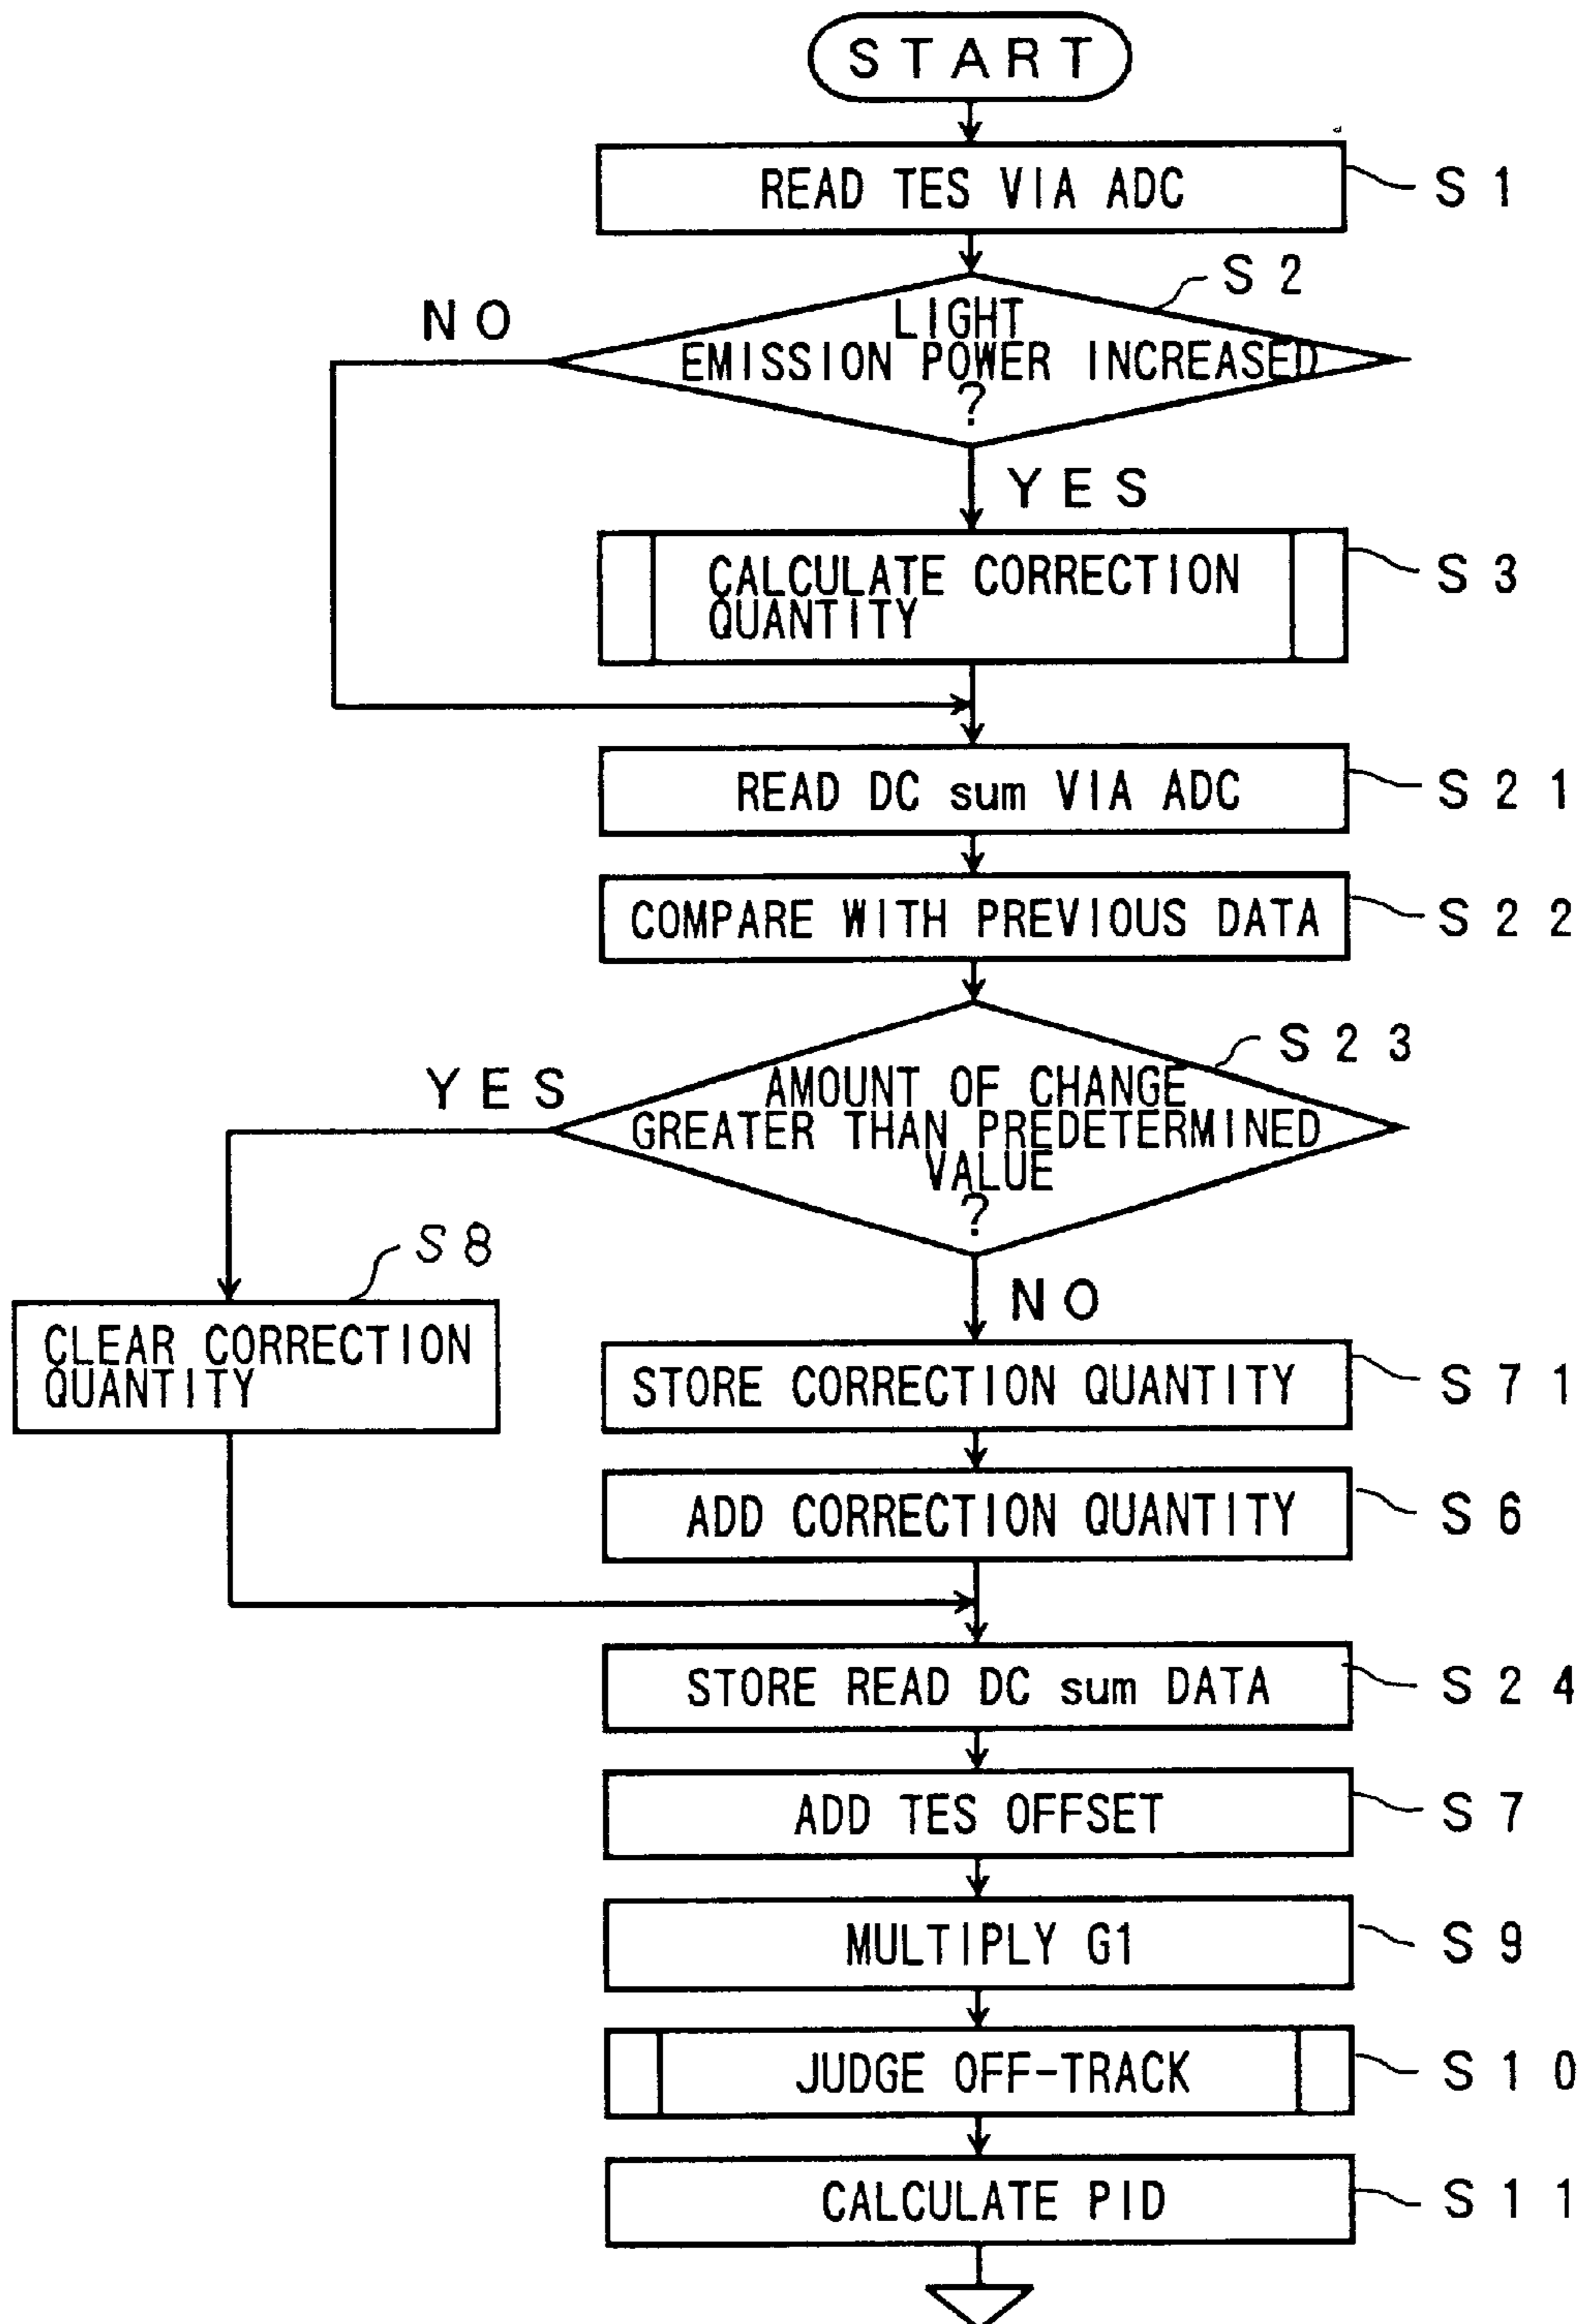 START
READ TES VIA ADC
S1
S2
NO
LIGHT
EMISSION POWER INCREASED
?
YES
CALCULATE CORRECTION
QUANTITY
S3
READ DC sum VIA ADC
S21
COMPARE WITH PREVIOUS DATA
S22
S23
YES
AMOUNT OF CHANGE
GREATER THAN PREDETERMINED
VALUE
?
S8
NO
CLEAR CORRECTION
QUANTITY
STORE CORRECTION QUANTITY
S71
ADD CORRECTION QUANTITY
S6
STORE READ DC sum DATA
S24
ADD TES OFFSET
S7
MULTIPLY G1
S9
JUDGE OFF-TRACK
S10
CALCULATE PID
S11